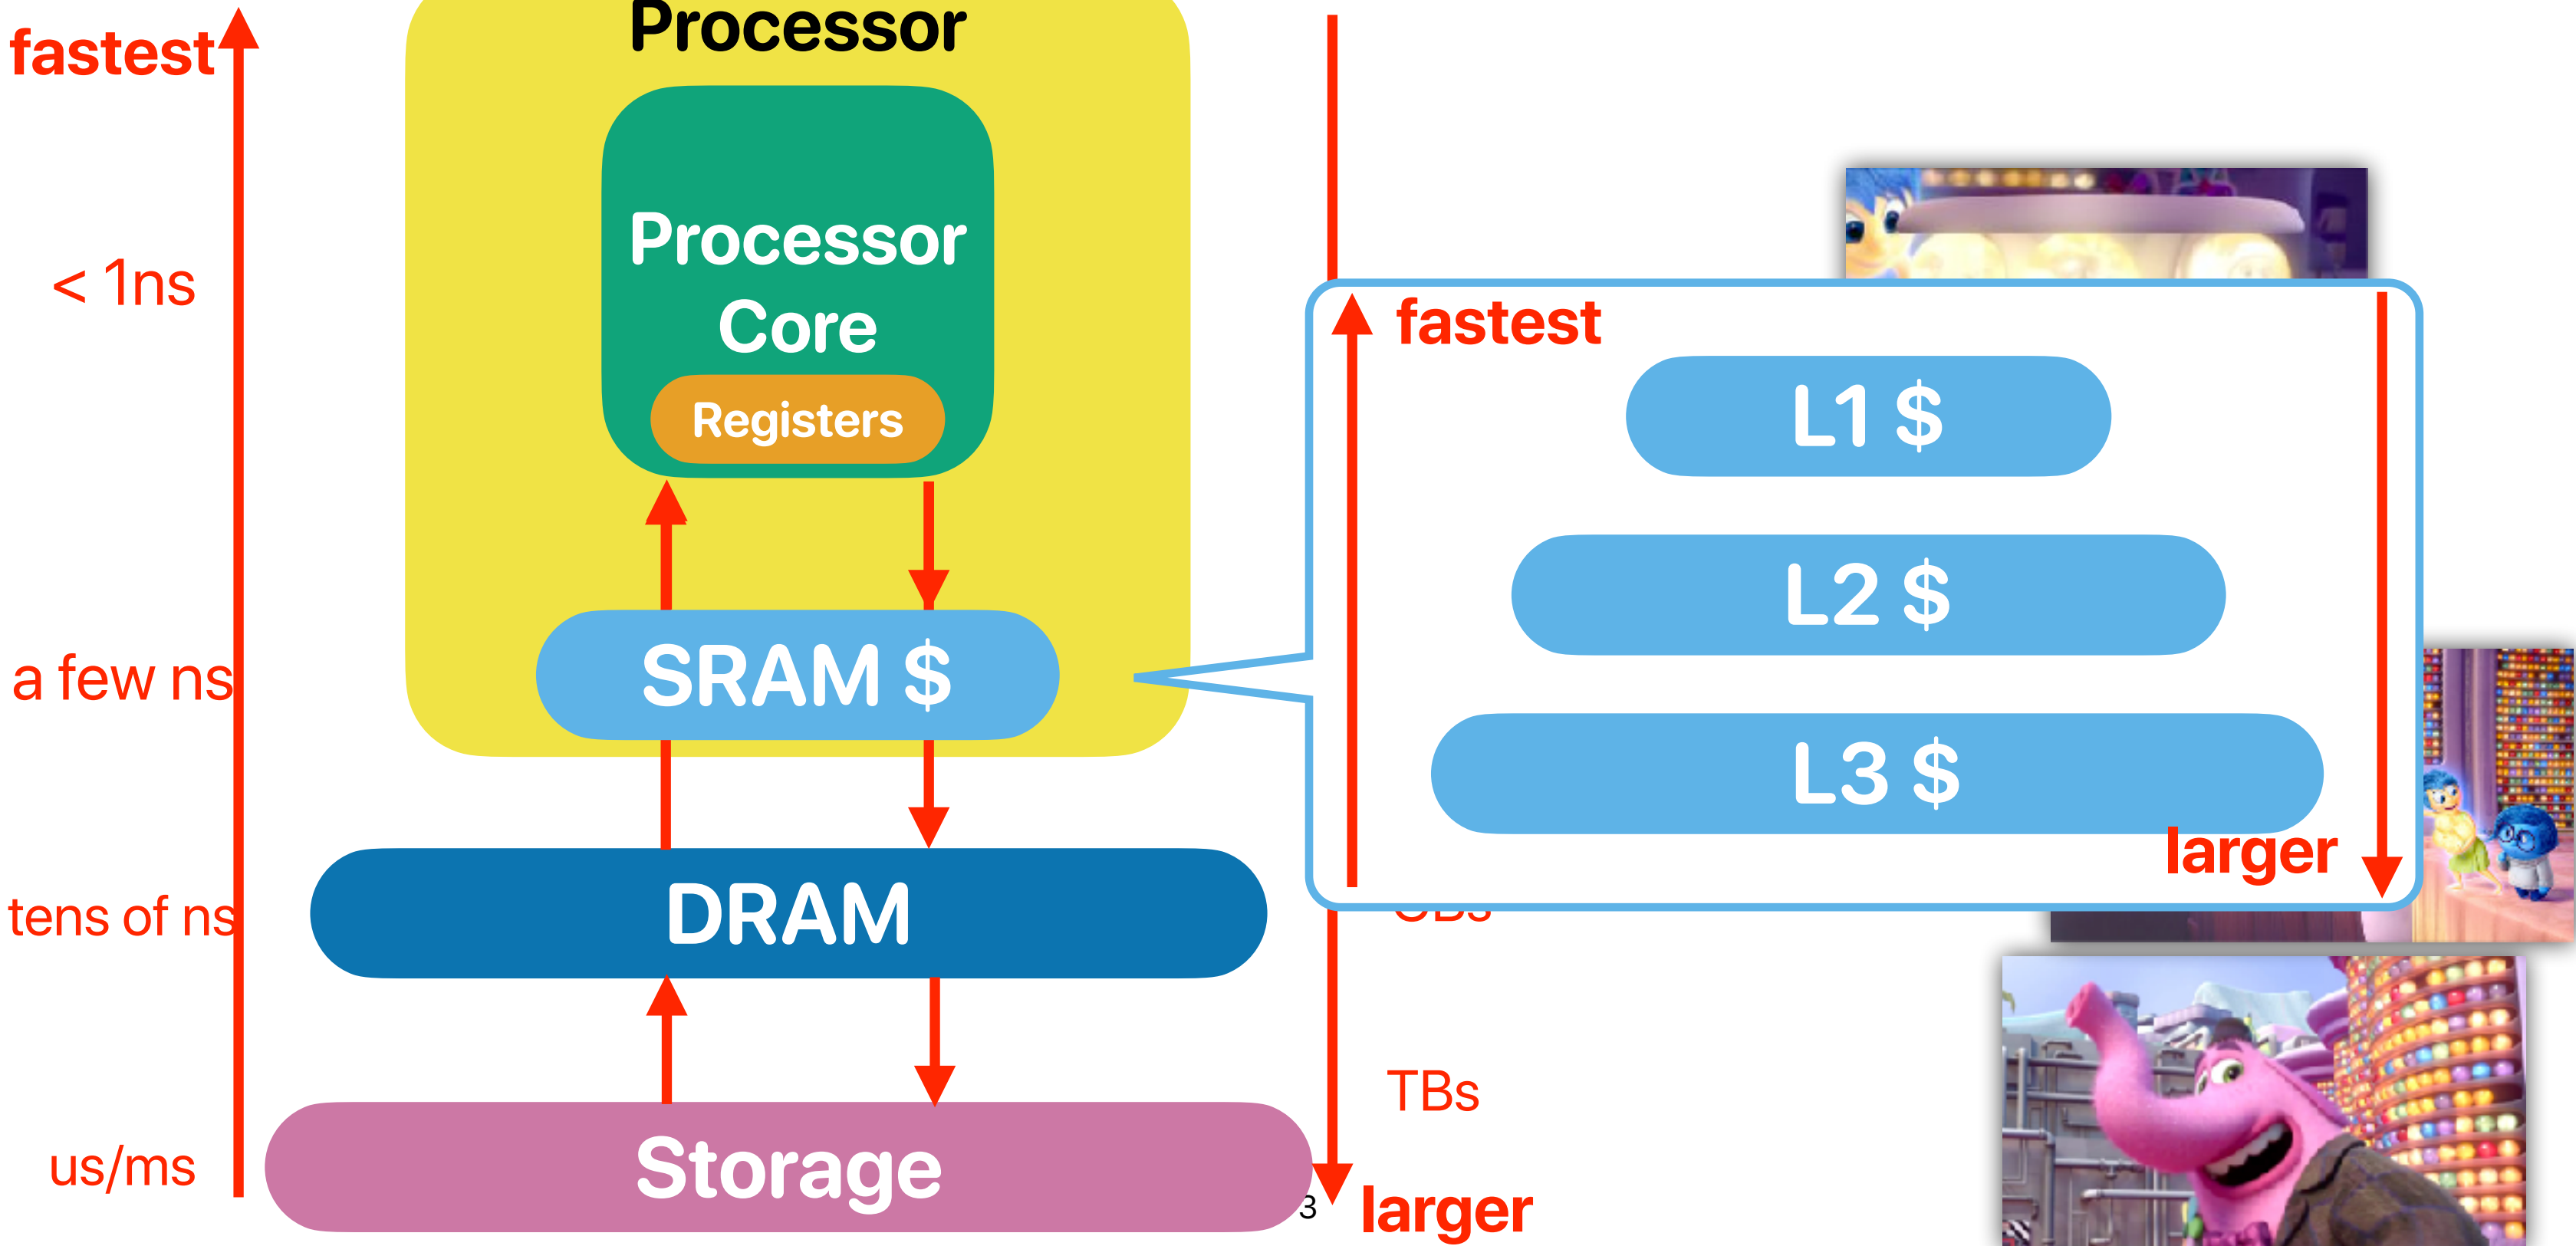 Processor
fastest
Processor
Core
< 1ns
Registers
fastest
L1 $
L2 $
a few ns
SRAM $
L3 $
larger
tens of ns
DRAM
TBs
us/ms
Storage
3
larger